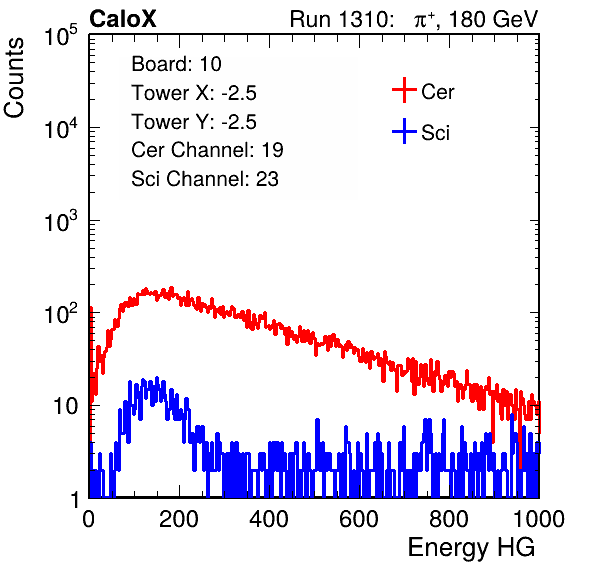 CaloX Run 1310: π⁺, 180 GeV
Counts
10⁵
10⁴
10³
10²
10
1
Board: 10
Tower X: -2.5
Tower Y: -2.5
Cer Channel: 19
Sci Channel: 23
Cer
Sci
0 200 400 600 800 1000
Energy HG